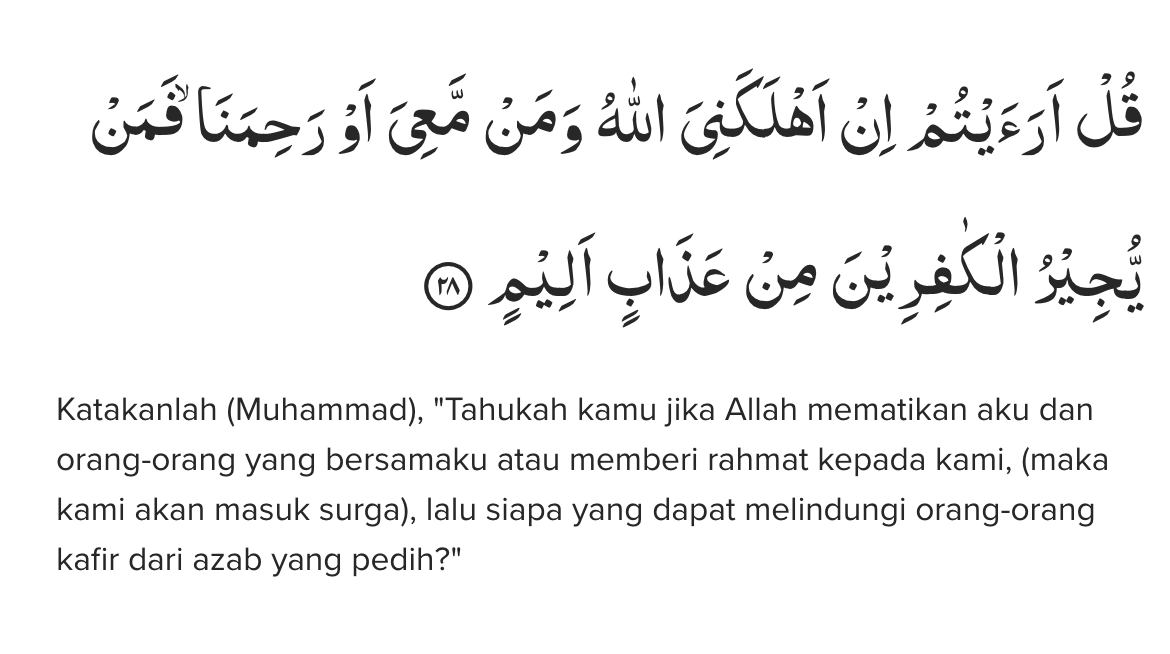 قُلْ اَرَءَيْتُمْ اِنْ اَهْلَكَنِيَ اللّٰهُ وَمَنْ مَّعِيَ اَوْ رَحِمَنَاۙ فَمَنْ
يُّجِيْرُ الْكٰفِرِيْنَ مِنْ عَذَابٍ اَلِيْمٍ ٢٨
Katakanlah (Muhammad), "Tahukah kamu jika Allah mematikan aku dan
orang-orang yang bersamaku atau memberi rahmat kepada kami, (maka
kami akan masuk surga), lalu siapa yang dapat melindungi orang-orang
kafir dari azab yang pedih?"